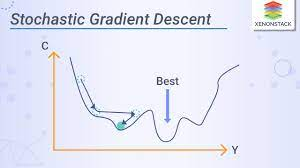 Stochastic Gradient Descent
XENONSTACK
C
Best
Y